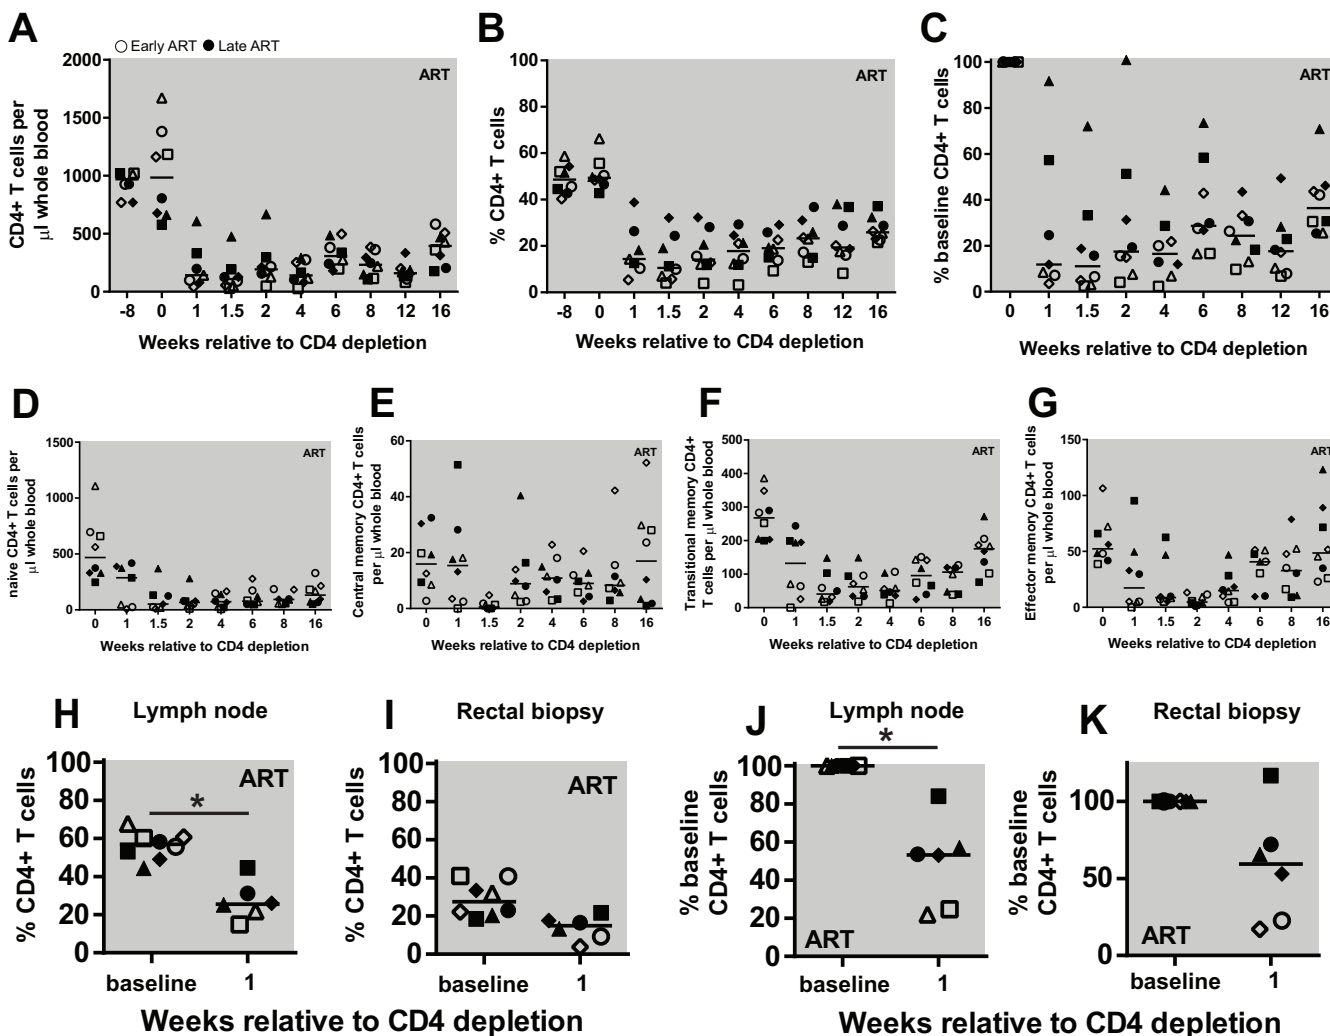 A
○ Early ART ● Late ART
CD4+ T cells per
μl whole blood
2000
1500
1000
500
0
ART
-8 0 1 1.5 2 4 6 8 12 16
Weeks relative to CD4 depletion
B
% CD4+ T cells
100
80
60
40
20
0
ART
-8 0 1 1.5 2 4 6 8 12 16
Weeks relative to CD4 depletion
C
% baseline CD4+ T cells
100
80
60
40
20
0
ART
0 1 1.5 2 4 6 8 12 16
Weeks relative to CD4 depletion
D
naive CD4+ T cells per
μl whole blood
1500
1000
500
0
ART
0 1 1.5 2 4 6 8 16
Weeks relative to CD4 depletion
E
Central memory CD4+ T cells
per μl whole blood
60
40
20
0
ART
0 1 1.5 2 4 6 8 16
Weeks relative to CD4 depletion
F
Transitional memory CD4+
T cells per μl whole blood
500
400
300
200
100
0
ART
0 1 1.5 2 4 6 8 16
Weeks relative to CD4 depletion
G
Effector memory CD4+ T cells
per μl whole blood
150
100
50
0
ART
0 1 1.5 2 4 6 8 16
Weeks relative to CD4 depletion
H
Lymph node
% CD4+ T cells
100
80
60
40
20
0
ART
*
baseline 1
I
Rectal biopsy
% CD4+ T cells
100
80
60
40
20
0
ART
baseline 1
Weeks relative to CD4 depletion
J
Lymph node
% baseline
CD4+ T cells
100
80
60
40
20
0
*
ART
baseline 1
K
Rectal biopsy
% baseline
CD4+ T cells
100
50
0
ART
baseline 1
Weeks relative to CD4 depletion